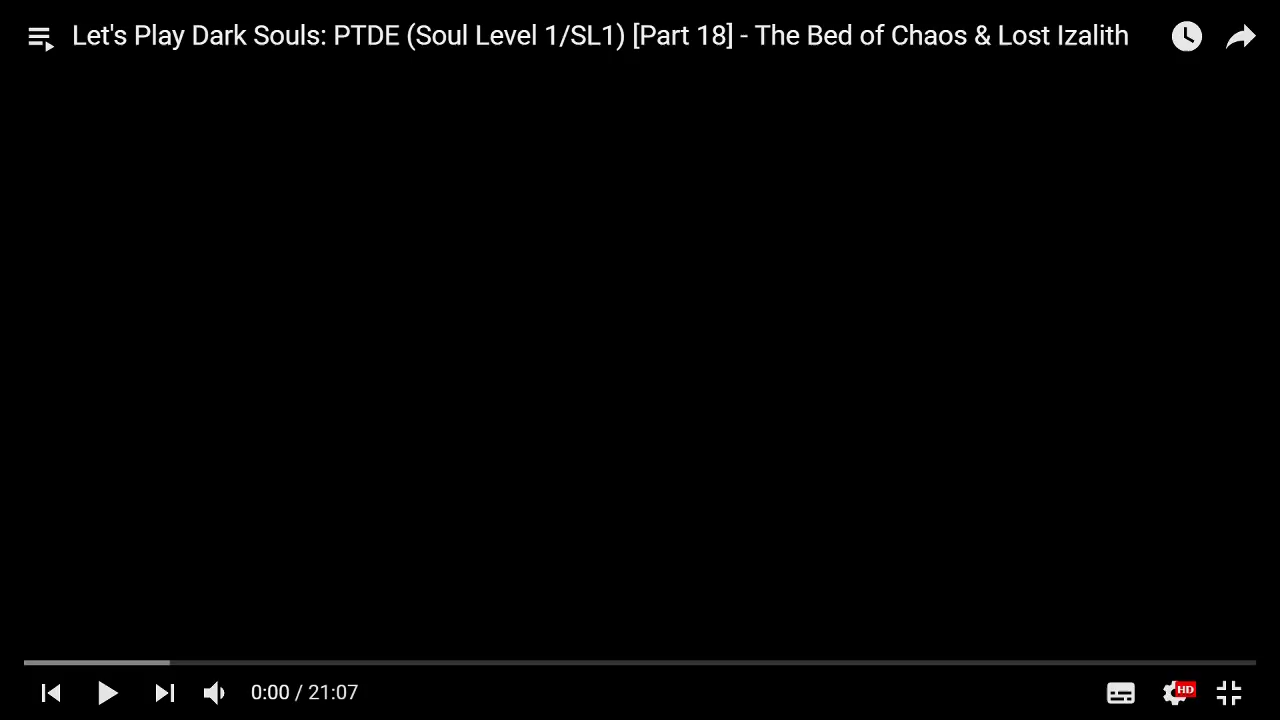 Let's Play Dark Souls: PTDE (Soul Level 1/SL1) [Part 18] - The Bed of Chaos & Lost Izalith
0:00 / 21:07
HD